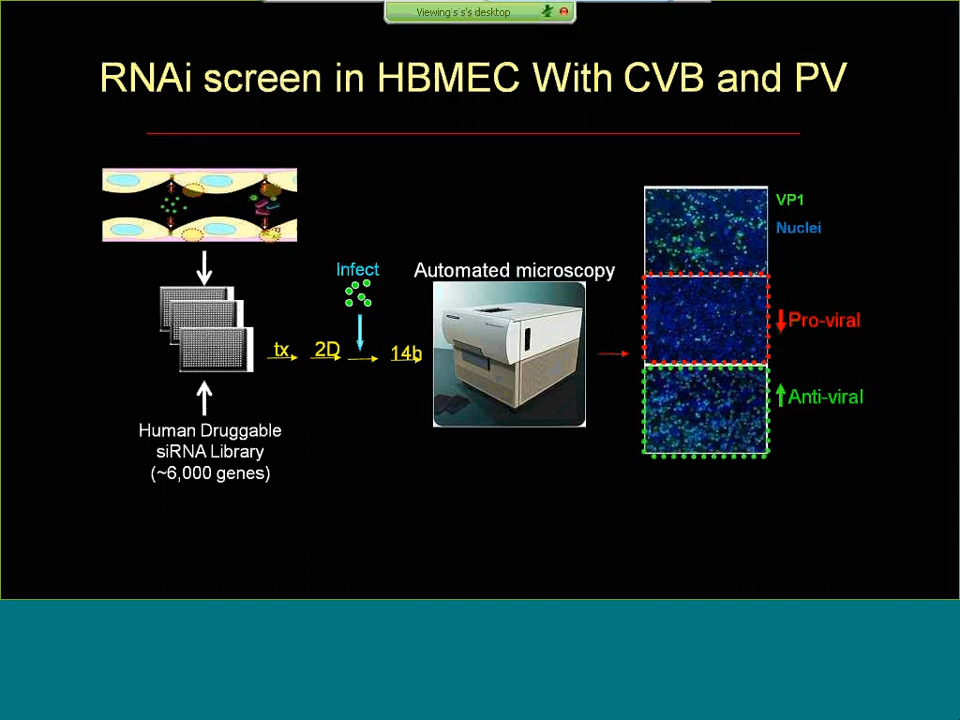 Viewing s's desktop
RNAi screen in HBMEC With CVB and PV
VP1
Nuclei
Infect
Automated microscopy
Pro-viral
tx
2D
14h
Anti-viral
Human Druggable
siRNA Library
(~6,000 genes)